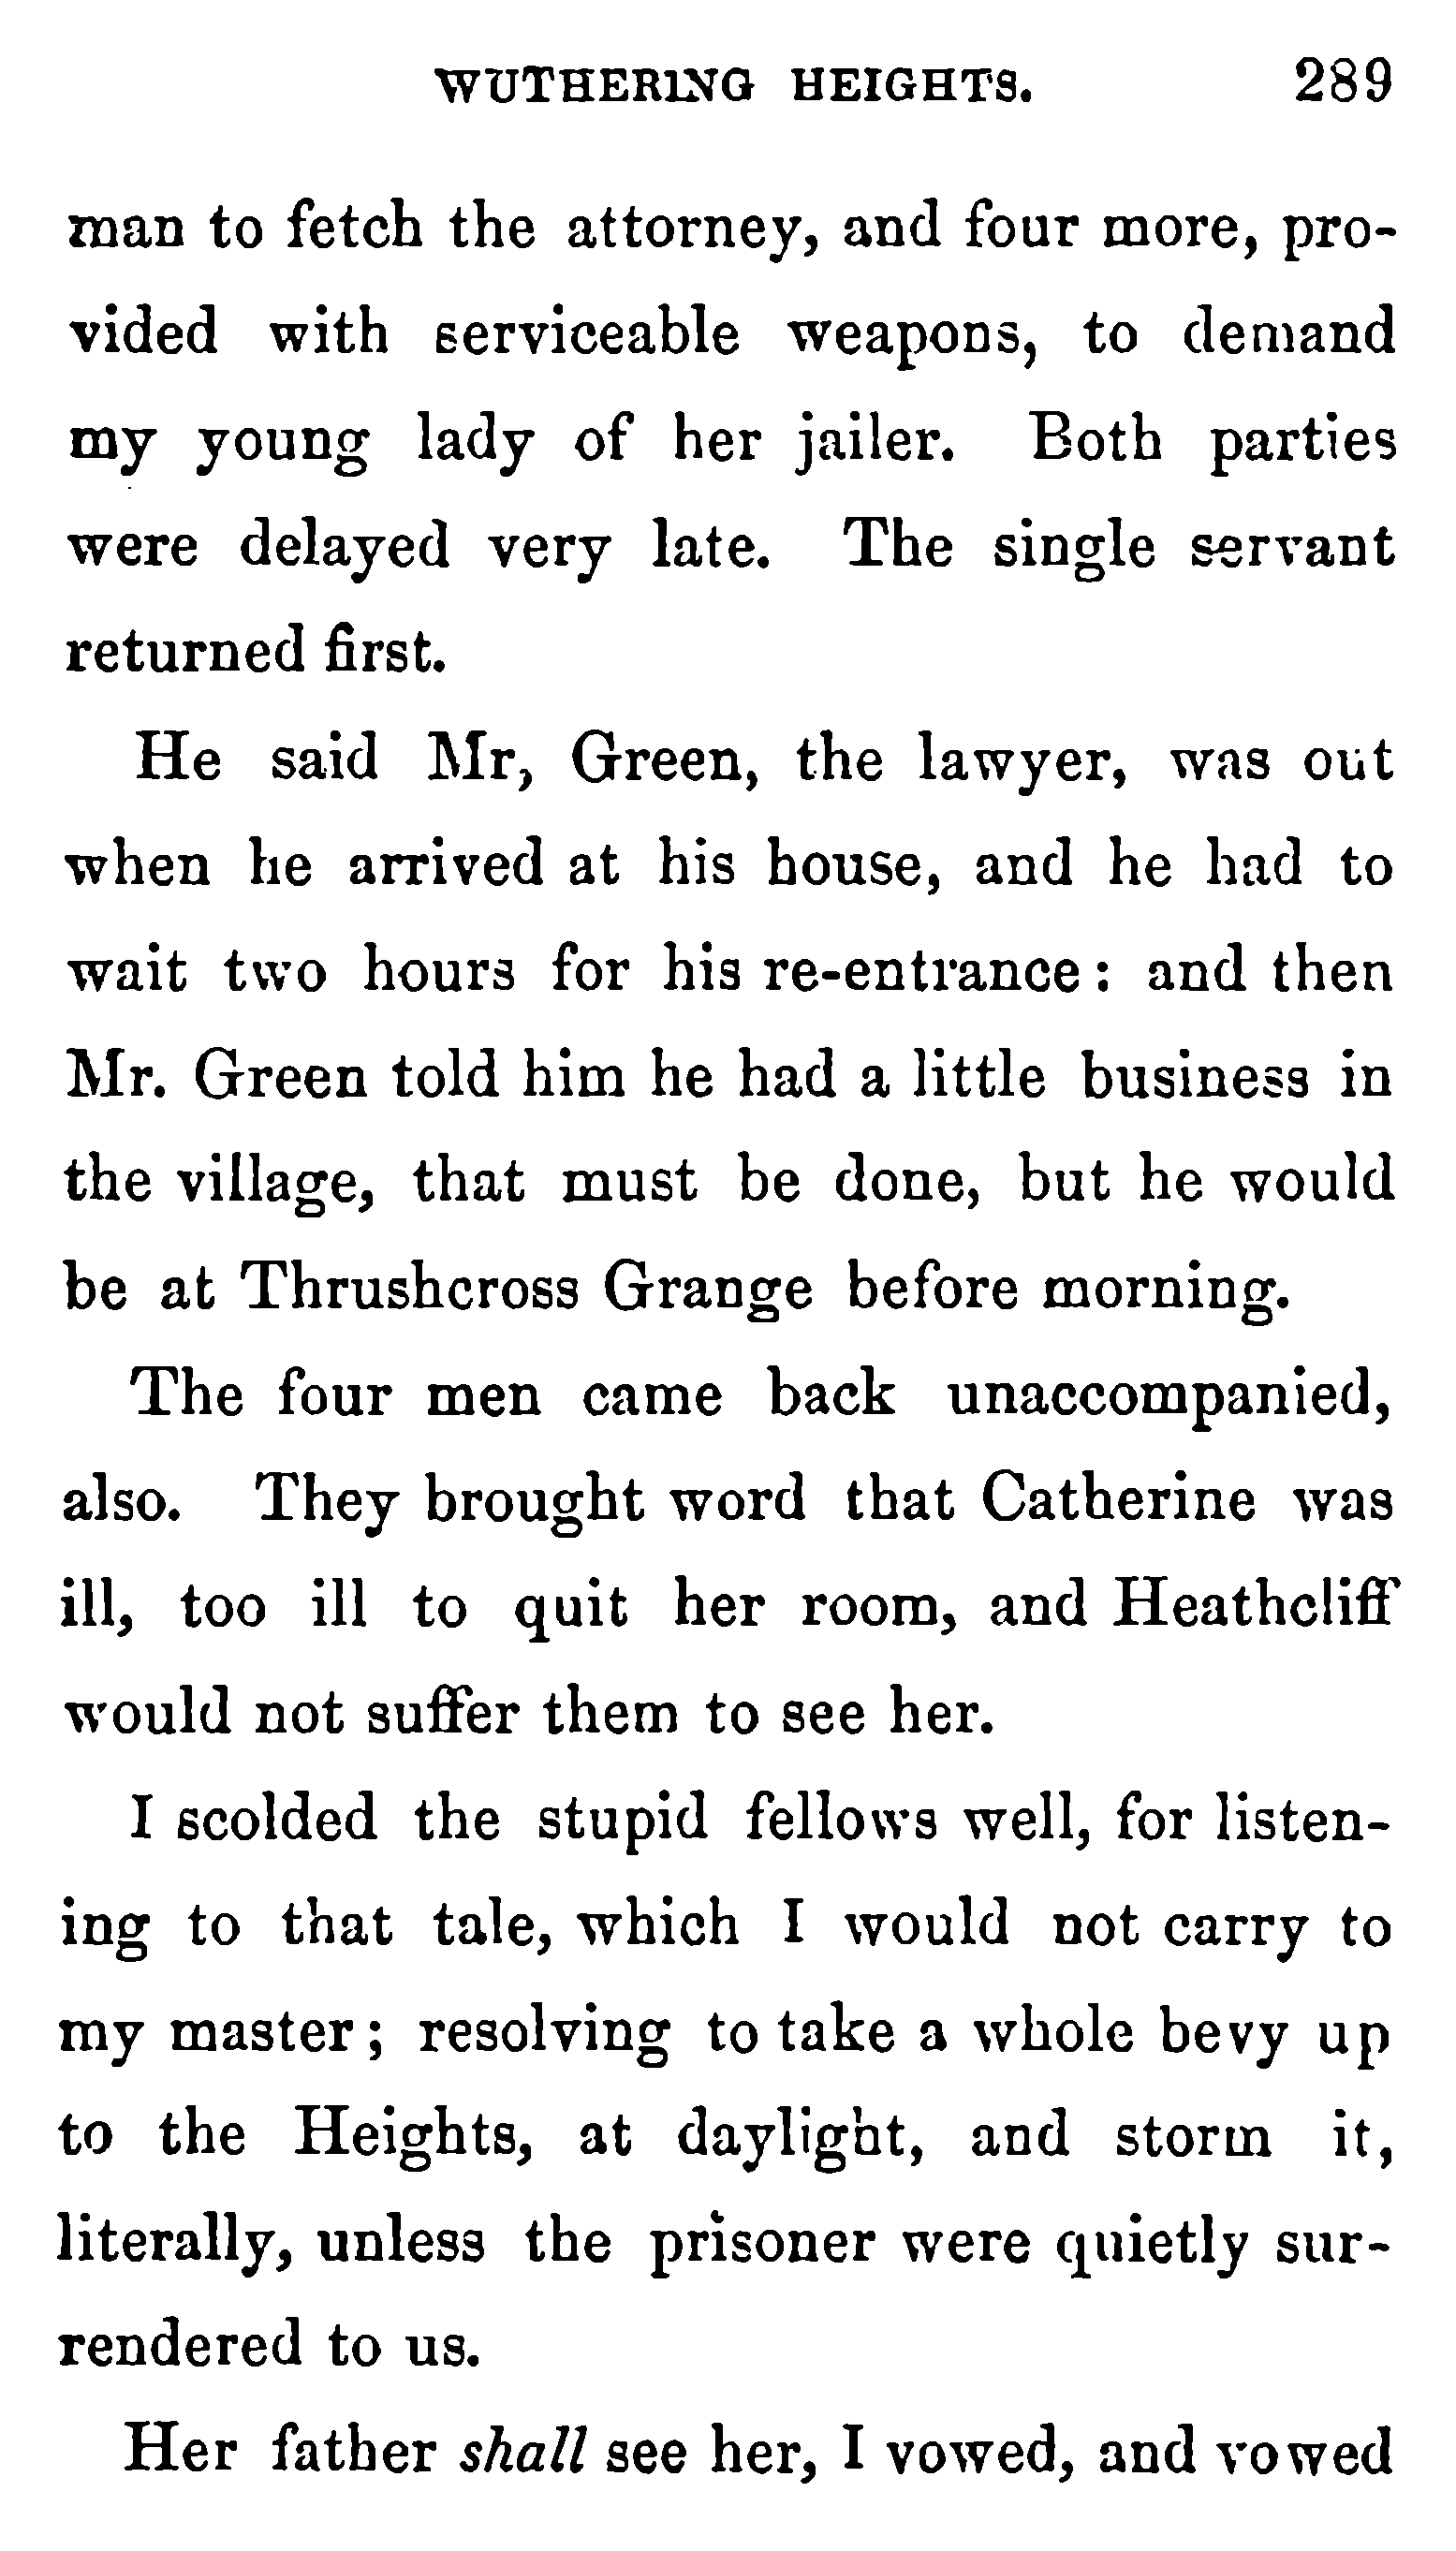 WUTHERING HEIGHTS. 289
man to fetch the attorney, and four more, pro-
vided with serviceable weapons, to demand
my young lady of her jailer. Both parties
were delayed very late. The single servant
returned first.
He said Mr, Green, the lawyer, was out
when he arrived at his house, and he had to
wait two hours for his re-entrance : and then
Mr. Green told him he had a little business in
the village, that must be done, but he would
be at Thrushcross Grange before morning.
The four men came back unaccompanied,
also. They brought word that Catherine was
ill, too ill to quit her room, and Heathcliff
would not suffer them to see her.
I scolded the stupid fellows well, for listen-
ing to that tale, which I would not carry to
my master ; resolving to take a whole bevy up
to the Heights, at daylight, and storm it,
literally, unless the prisoner were quietly sur-
rendered to us.
Her father shall see her, I vowed, and vowed